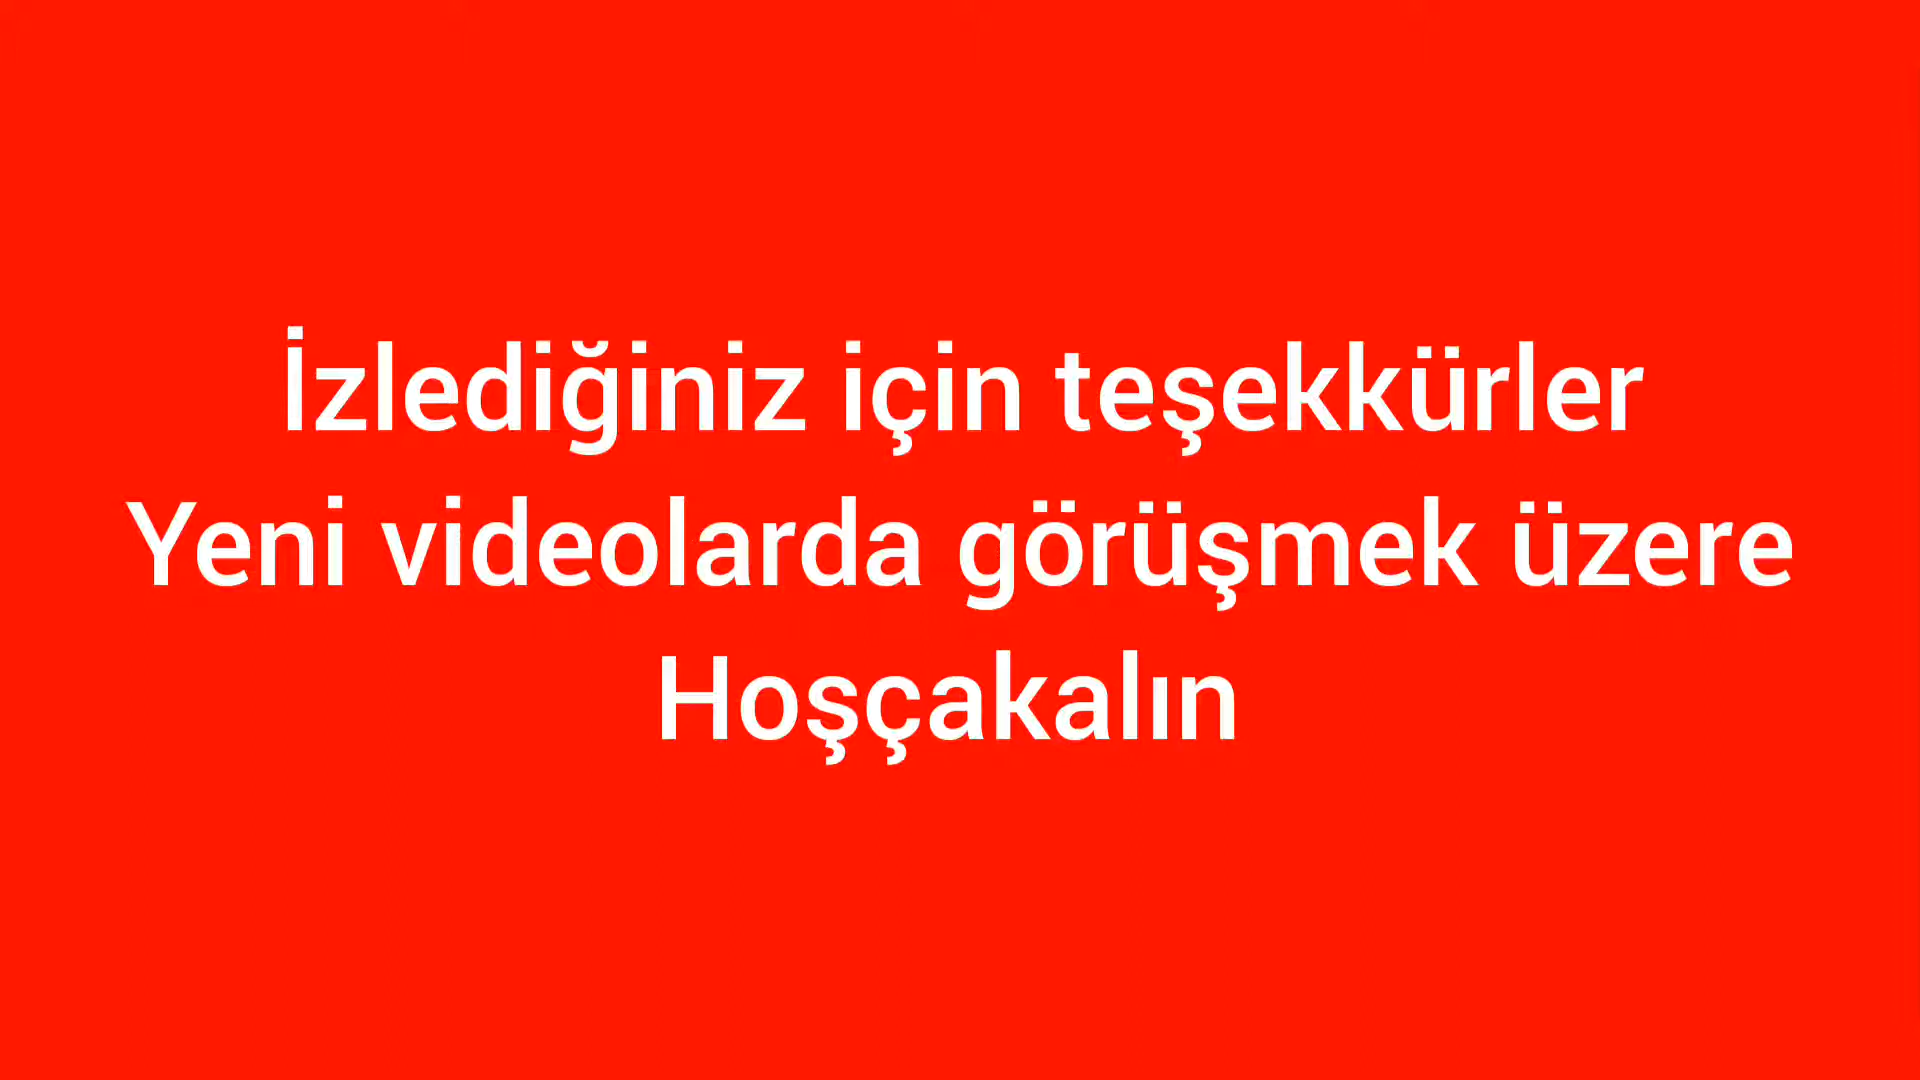 İzlediğiniz için teşekkürler
Yeni videolarda görüşmek üzere
Hoşçakalın